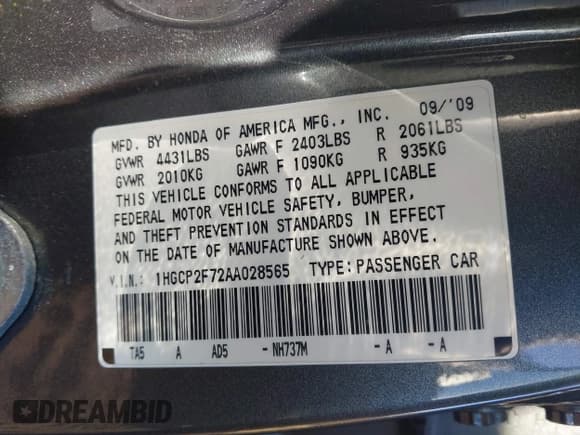 MFD. BY HONDA OF AMERICA MFG., INC. 09/'09
GVWR 4431LBS GAWR F 2403LBS R 2061LBS
GVWR 2010KG GAWR F 1090KG R 935KG
THIS VEHICLE CONFORMS TO ALL APPLICABLE
FEDERAL MOTOR VEHICLE SAFETY, BUMPER,
AND THEFT PREVENTION STANDARDS IN EFFECT
ON THE DATE OF MANUFACTURE SHOWN ABOVE.
V.I.N.: 1HGCP2F72AA028565 TYPE:PASSENGER CAR
TA5 A AD5 -NH737M -A -A
DREAMBID